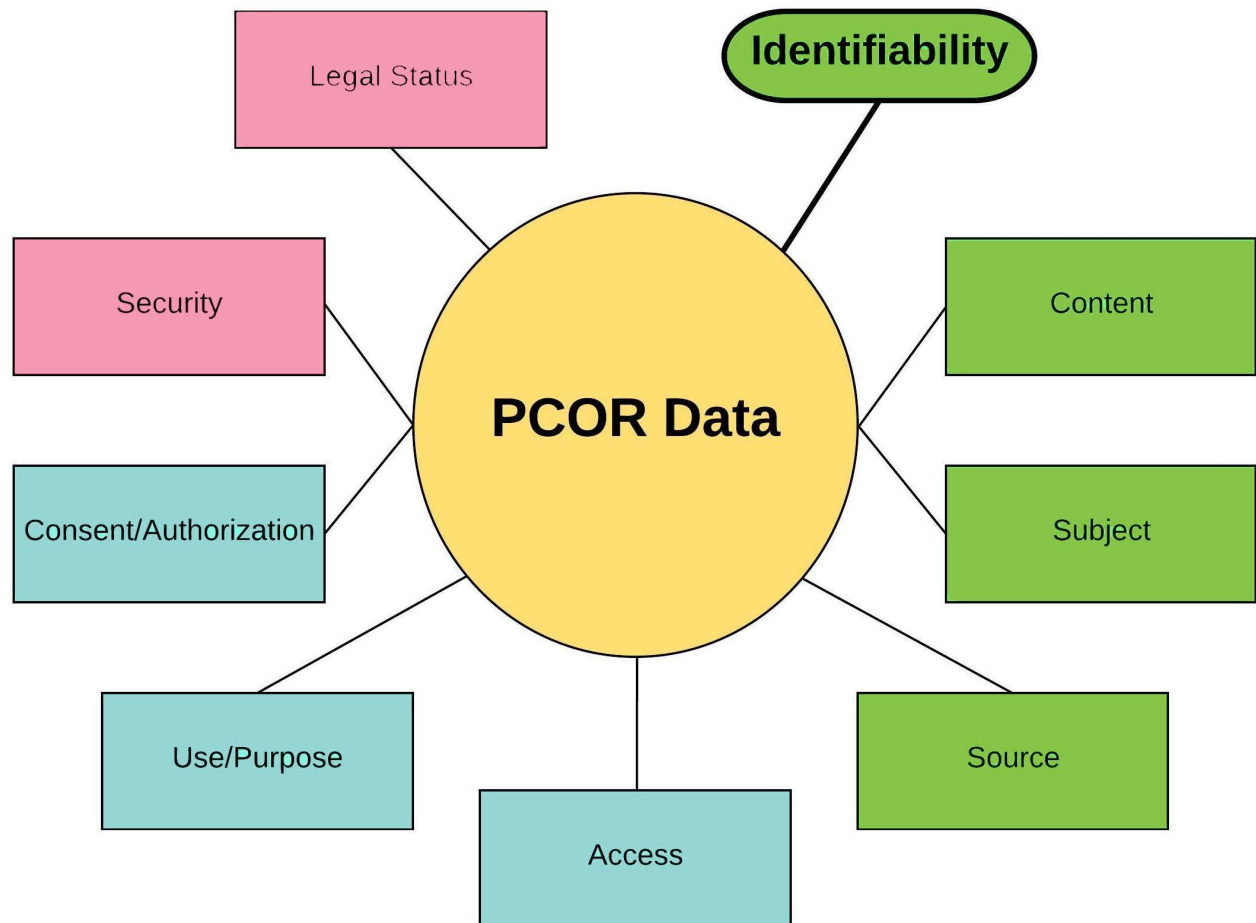 Legal Status
Identifiability
Security
Content
PCOR Data
Consent/Authorization
Subject
Use/Purpose
Source
Access